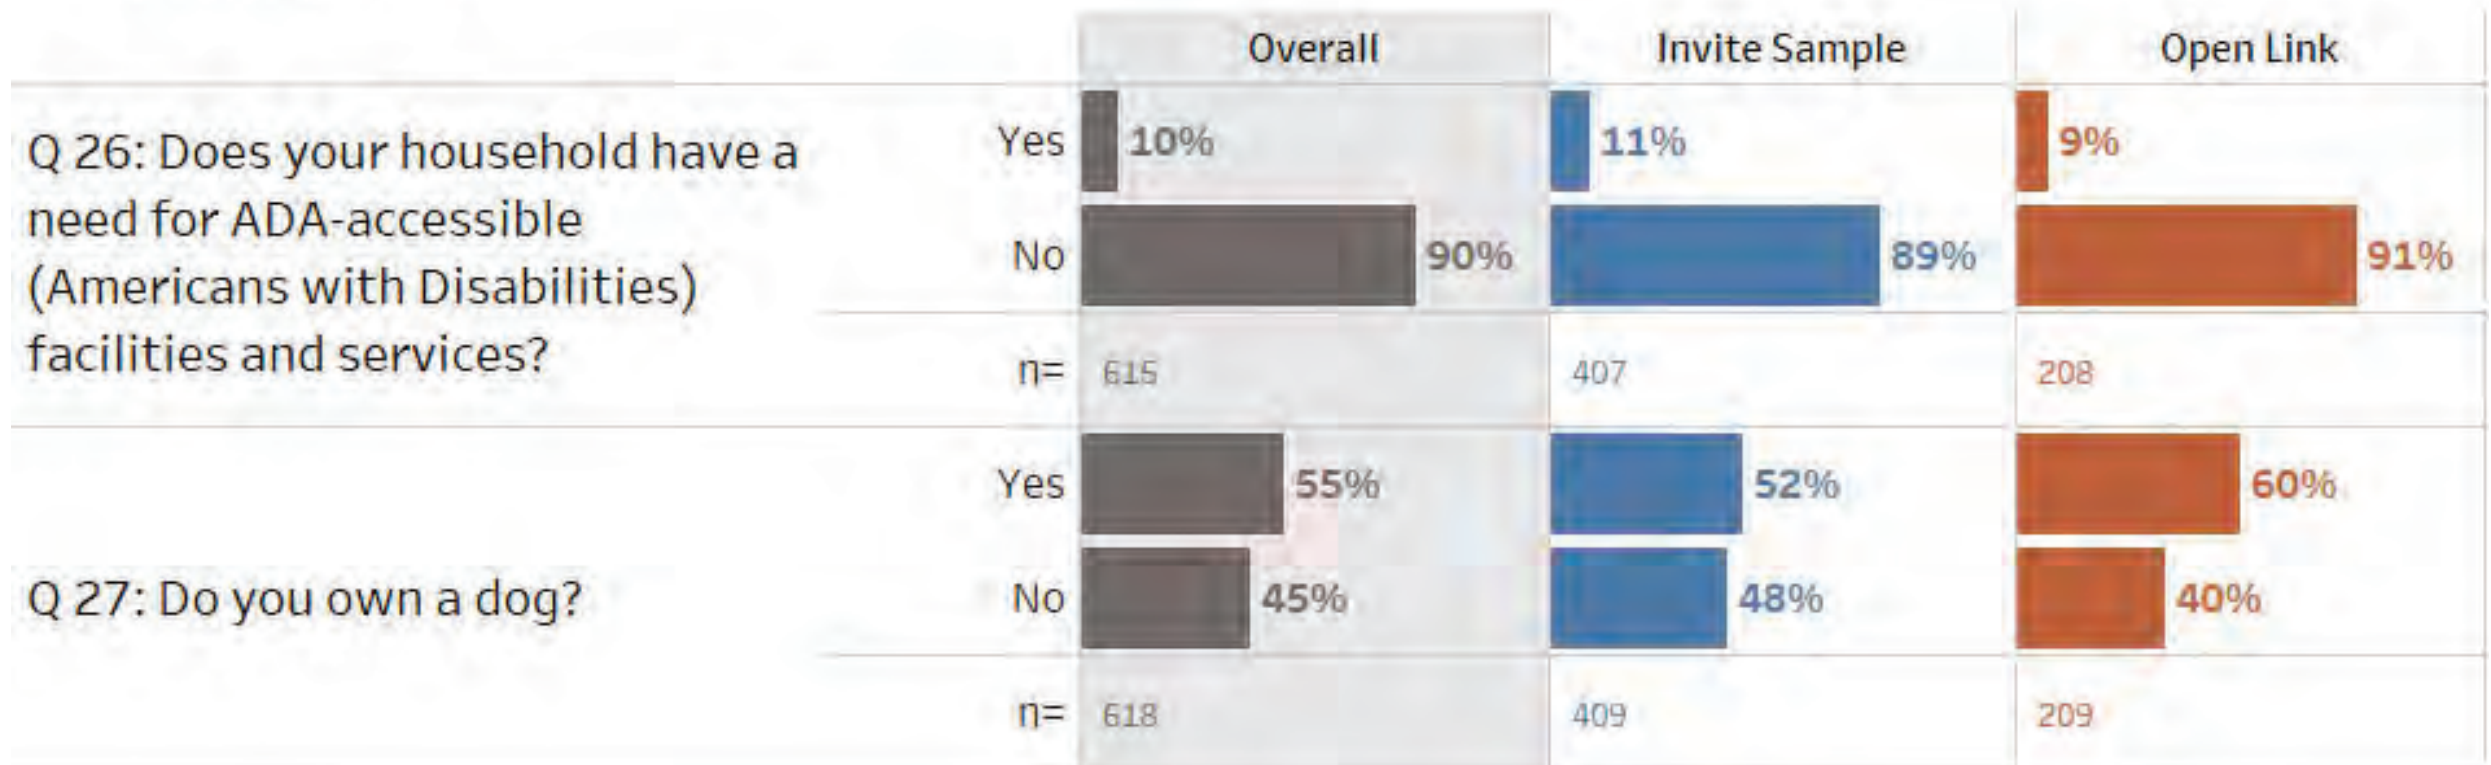 Overall Invite Sample Open Link
Q 26: Does your household have a
need for ADA-accessible
(Americans with Disabilities)
facilities and services?
Yes 10% 11% 9%
No 90% 89% 91%
n= 615 407 208
Q 27: Do you own a dog?
Yes 55% 52% 60%
No 45% 48% 40%
n= 618 409 209